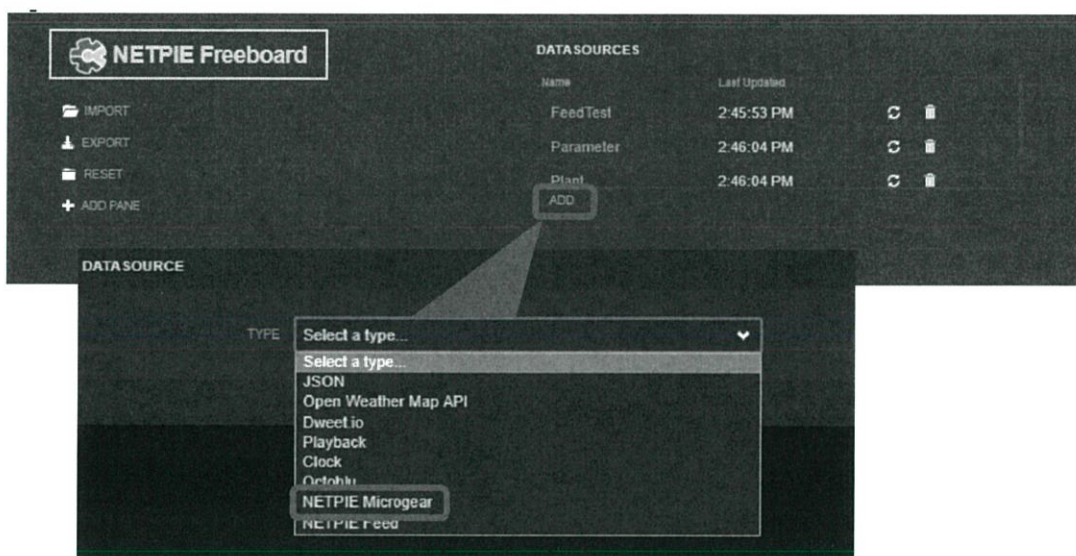 NETPIE Freeboard
IMPORT
EXPORT
RESET
ADD PANE
DATASOURCES
Name Last Updated
FeedTest 2:45:53 PM
Parameter 2:46:04 PM
Plant 2:46:04 PM
ADD
DATASOURCE
TYPE Select a type...
Select a type...
JSON
Open Weather Map API
Dweet.io
Playback
Clock
Octoblu
NETPIE Microgear
NETPIE Feed